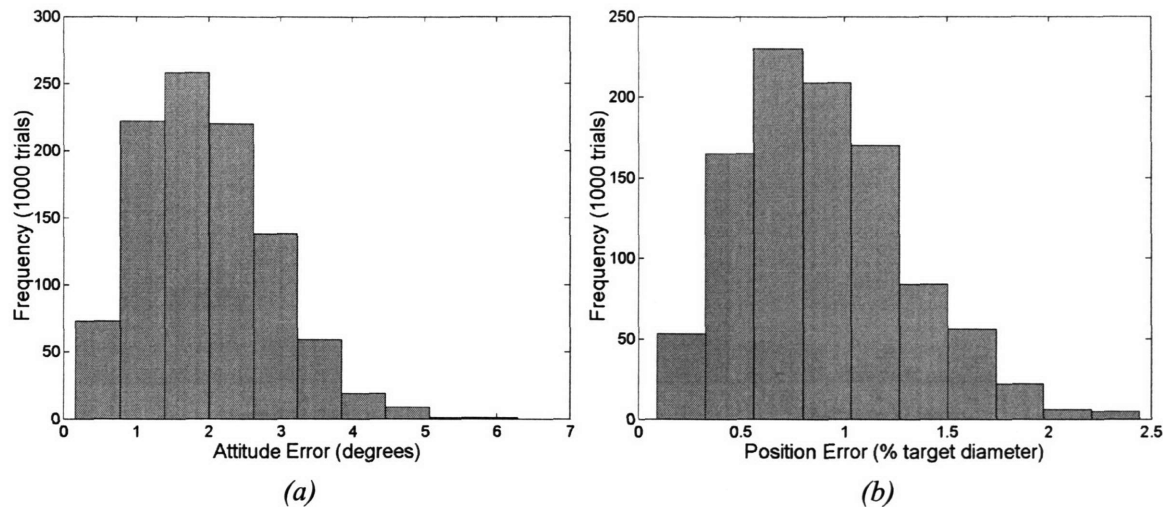 300
250
200
150
100
50
0
Frequency (1000 trials)
0 1 2 3 4 5 6 7
Attitude Error (degrees)
(a)
250
200
150
100
50
0
Frequency (1000 trials)
0 0.5 1 1.5 2 2.5
Position Error (% target diameter)
(b)